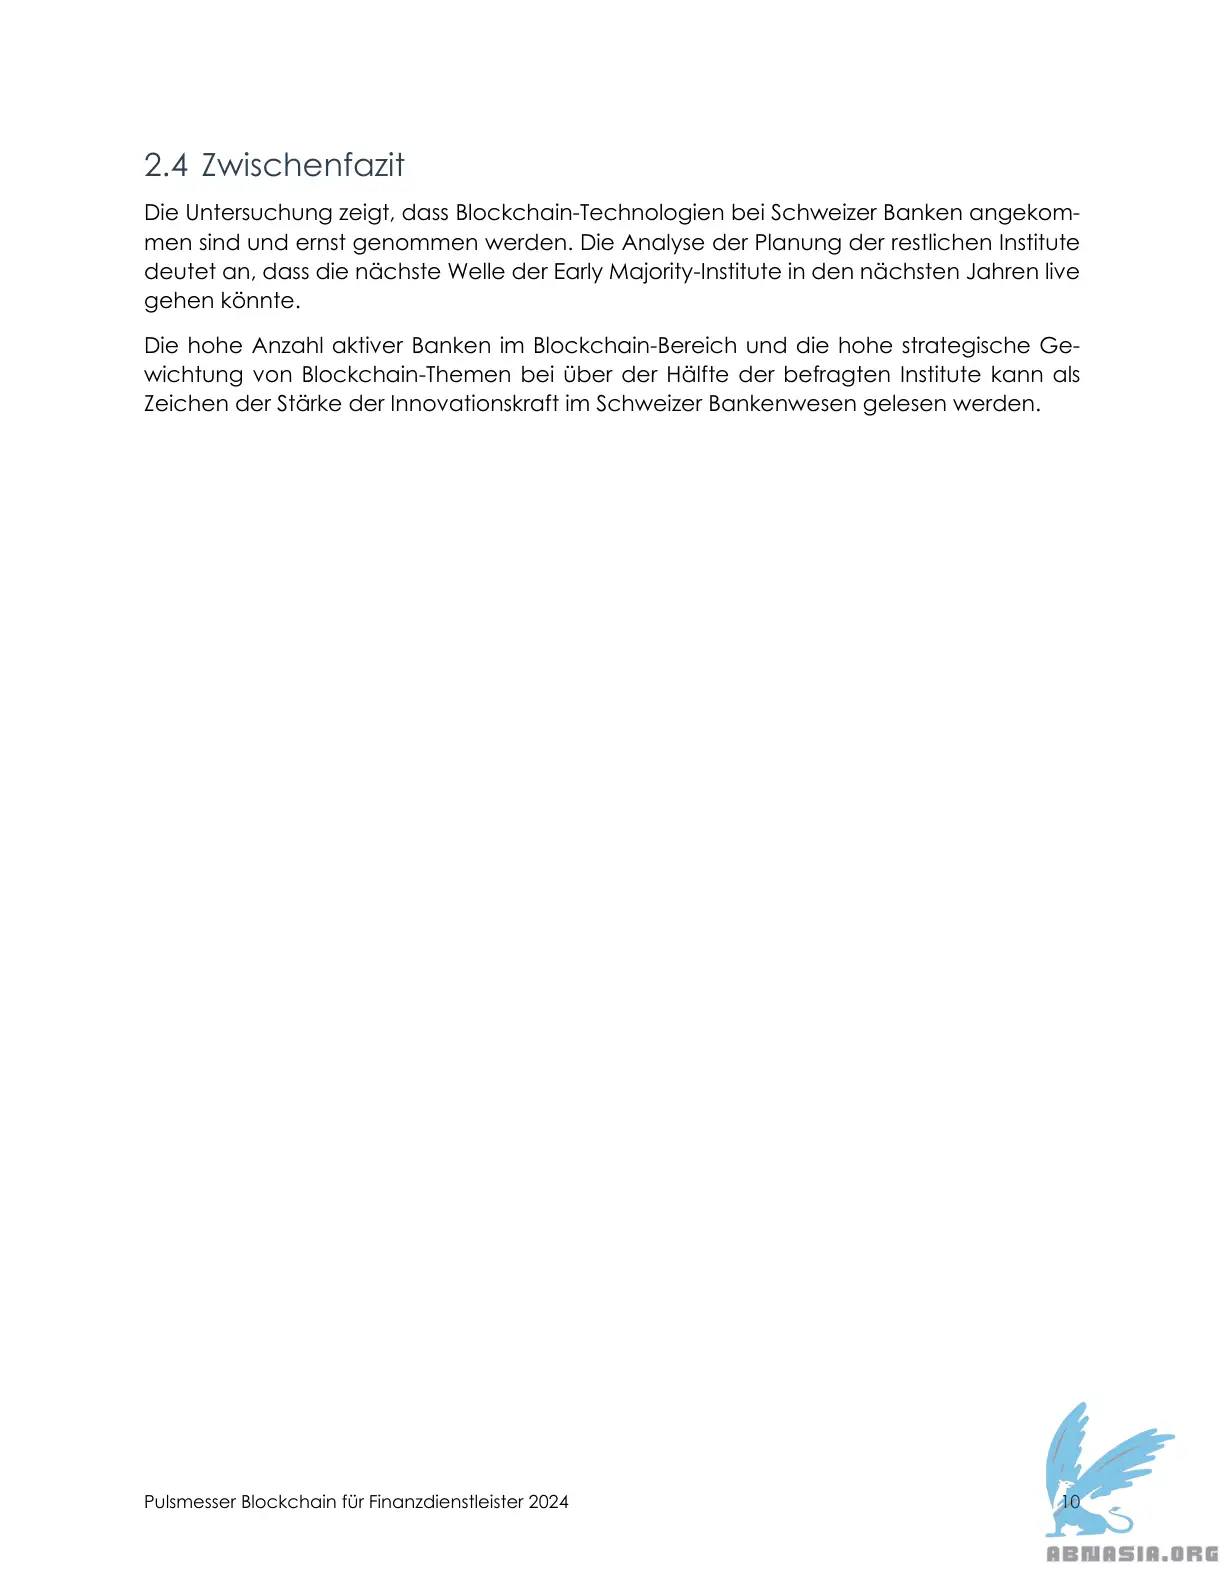 2.4 Zwischenfazit
Die Untersuchung zeigt, dass Blockchain-Technologien bei Schweizer Banken angekom-
men sind und ernst genommen werden. Die Analyse der Planung der restlichen Institute
deutet an, dass die nächste Welle der Early Majority-Institute in den nächsten Jahren live
gehen könnte.
Die hohe Anzahl aktiver Banken im Blockchain-Bereich und die hohe strategische Ge-
wichtung von Blockchain-Themen bei über der Hälfte der befragten Institute kann als
Zeichen der Stärke der Innovationskraft im Schweizer Bankenwesen gelesen werden.
Pulsmesser Blockchain für Finanzdienstleister 2024 10
ABNASIA.ORG